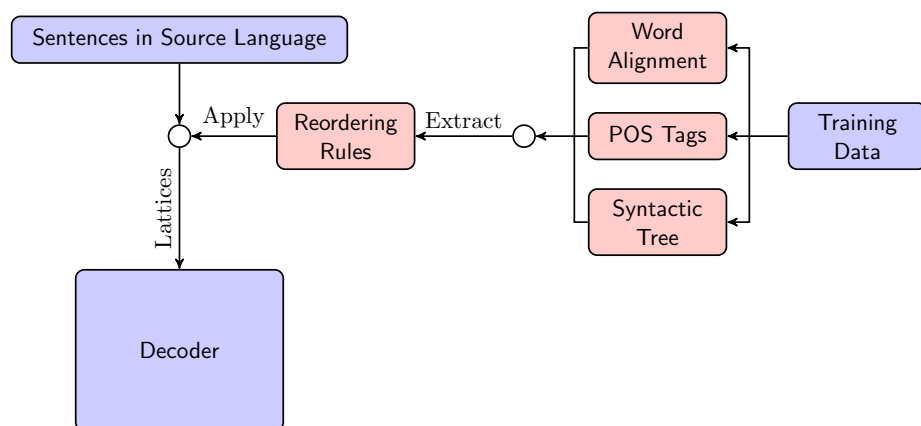 Sentences in Source Language
Word
Alignment
Apply
Reordering
Rules
Extract
POS Tags
Training
Data
Lattices
Syntactic
Tree
Decoder